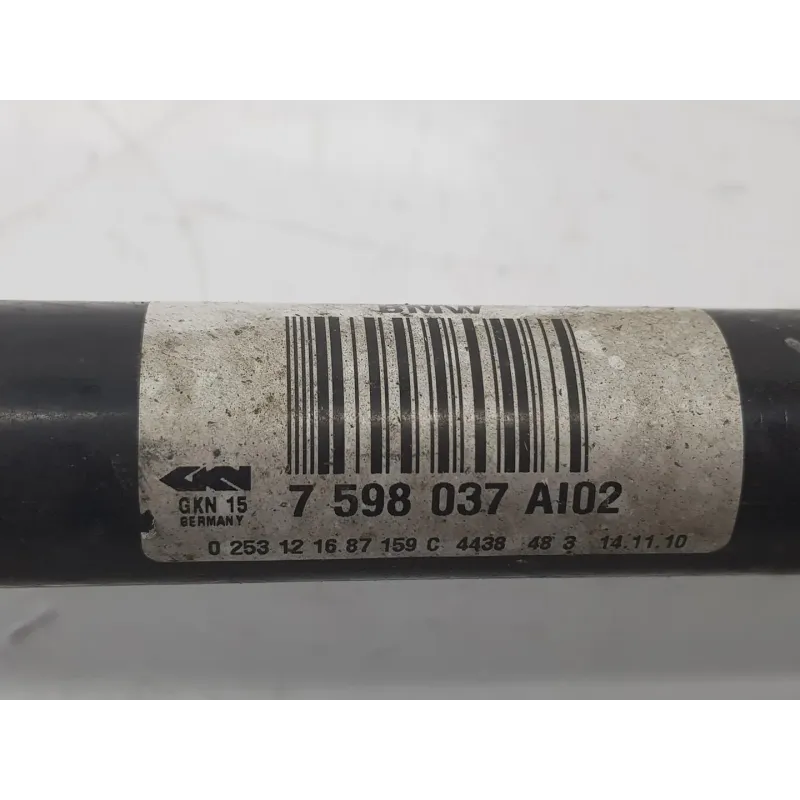 BMW
GKN
GKN 15
GERMANY
7 598 037 AI02
0 253 12 16 87 159 C 4438 48 3 14.11.10